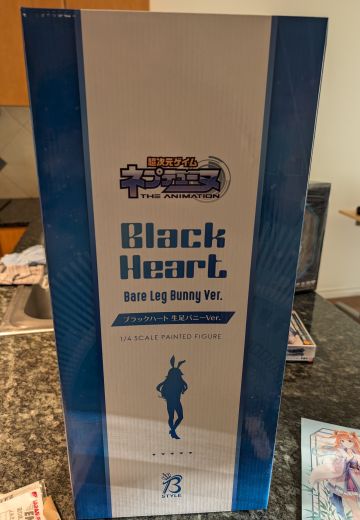 超次元ゲイム
ネプテューヌ
THE ANIMATION
Black
Heart
Bare Leg Bunny Ver.
ブラックハート 生足バニーVer.
1/4 SCALE PAINTED FIGURE
B
STYLE